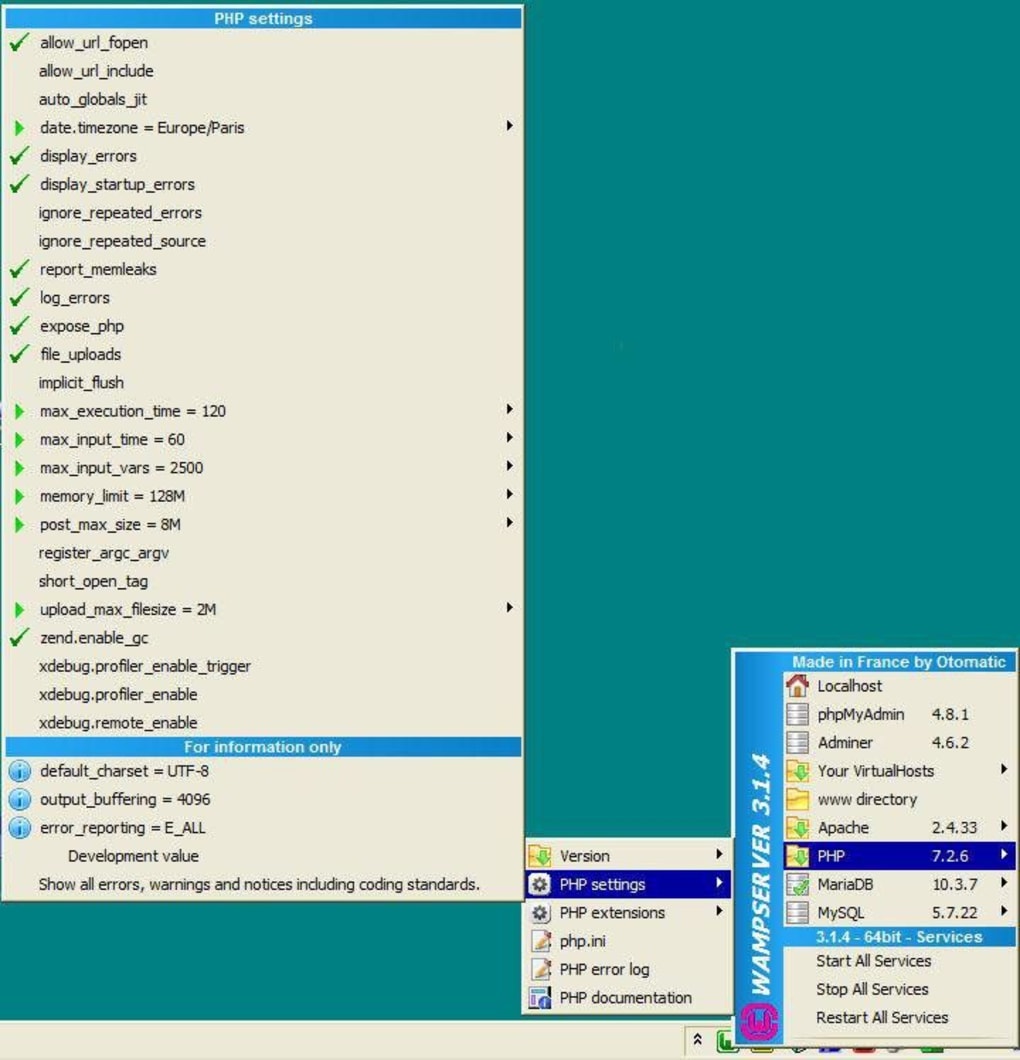 PHP settings
allow_url_fopen
allow_url_include
auto_globals_jit
date.timezone = Europe/Paris
display_errors
display_startup_errors
ignore_repeated_errors
ignore_repeated_source
report_memleaks
log_errors
expose_php
file_uploads
implicit_flush
max_execution_time = 120
max_input_time = 60
max_input_vars = 2500
memory_limit = 128M
post_max_size = 8M
register_argc_argv
short_open_tag
upload_max_filesize = 2M
zend.enable_gc
xdebug.profiler_enable_trigger
xdebug.profiler_enable
xdebug.remote_enable
For information only
default_charset = UTF-8
output_buffering = 4096
error_reporting = E_ALL
Development value
Show all errors, warnings and notices including coding standards.
Version
PHP settings
PHP extensions
php.ini
PHP error log
PHP documentation
WAMPSERVER 3.1.4
Made in France by Otomatic
Localhost
phpMyAdmin 4.8.1
Adminer 4.6.2
Your VirtualHosts
www directory
Apache 2.4.33
PHP 7.2.6
MariaDB 10.3.7
MySQL 5.7.22
3.1.4 - 64bit - Services
Start All Services
Stop All Services
Restart All Services